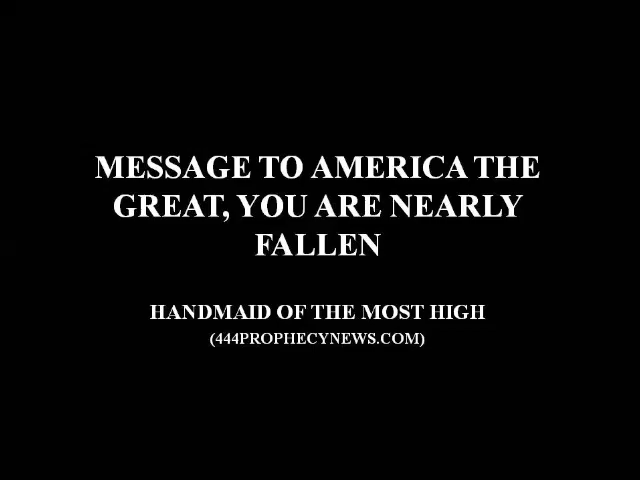 MESSAGE TO AMERICA THE
GREAT, YOU ARE NEARLY
FALLEN
HANDMAID OF THE MOST HIGH
(444PROPHECYNEWS.COM)